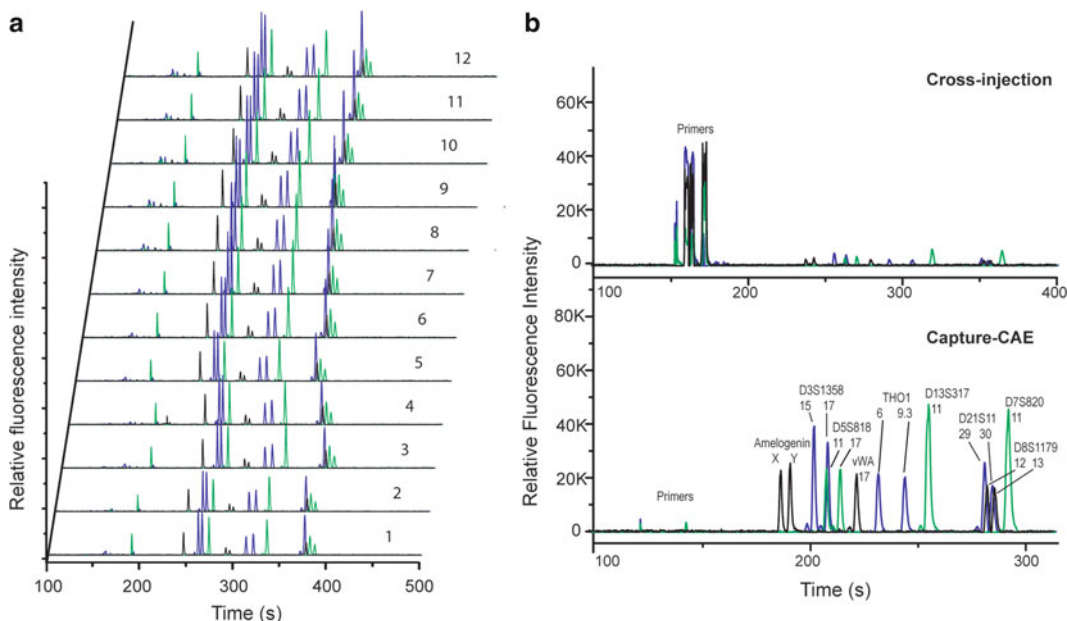 a
Relative fluorescence intensity
12
11
10
9
8
7
6
5
4
3
2
1
100 200 300 400 500
Time (s)
b
Cross-injection
Relative Fluorescence Intensity
60K
40K
20K
0
Primers
100 200 300 400
Capture-CAE
80K
60K
40K
20K
0
Primers
Amelogenin
X Y
D3S1358
15 17
D5S818
11 17
vWA
17
THO1
6 9.3
D13S317
11
D21S11
29 30
D8S1179
12 13
D7S820
11
200 300
Time (s)